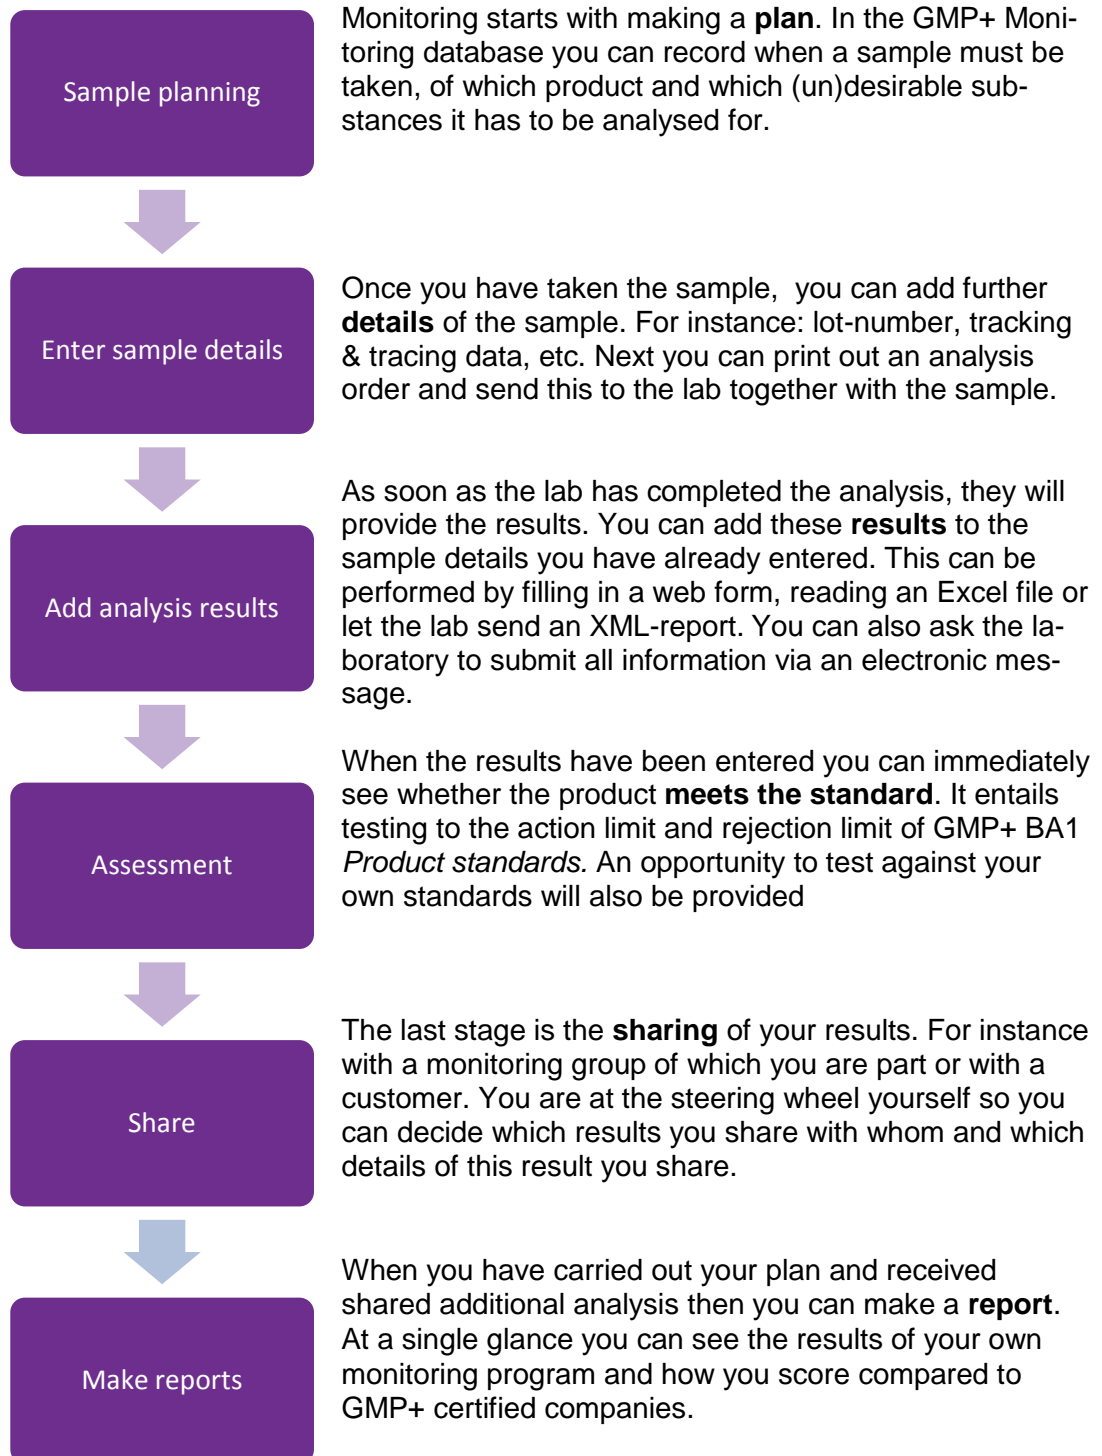 Sample planning
Monitoring starts with making a plan. In the GMP+ Moni-
toring database you can record when a sample must be
taken, of which product and which (un)desirable sub-
stances it has to be analysed for.
Enter sample details
Once you have taken the sample,  you can add further
details of the sample. For instance: lot-number, tracking
& tracing data, etc. Next you can print out an analysis
order and send this to the lab together with the sample.
Add analysis results
As soon as the lab has completed the analysis, they will
provide the results. You can add these results to the
sample details you have already entered. This can be
performed by filling in a web form, reading an Excel file or
let the lab send an XML-report. You can also ask the la-
boratory to submit all information via an electronic mes-
sage.
Assessment
When the results have been entered you can immediately
see whether the product meets the standard. It entails
testing to the action limit and rejection limit of GMP+ BA1
Product standards. An opportunity to test against your
own standards will also be provided
Share
The last stage is the sharing of your results. For instance
with a monitoring group of which you are part or with a
customer. You are at the steering wheel yourself so you
can decide which results you share with whom and which
details of this result you share.
Make reports
When you have carried out your plan and received
shared additional analysis then you can make a report.
At a single glance you can see the results of your own
monitoring program and how you score compared to
GMP+ certified companies.